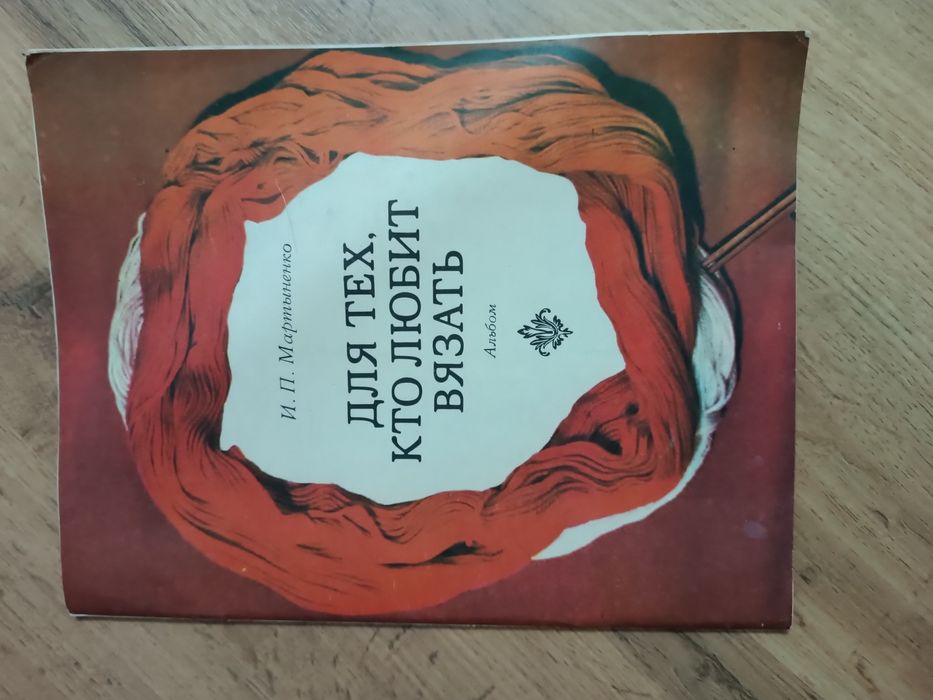 И. П. Мартыненко
ДЛЯ ТЕХ,
КТО ЛЮБИТ
ВЯЗАТЬ
Альбом